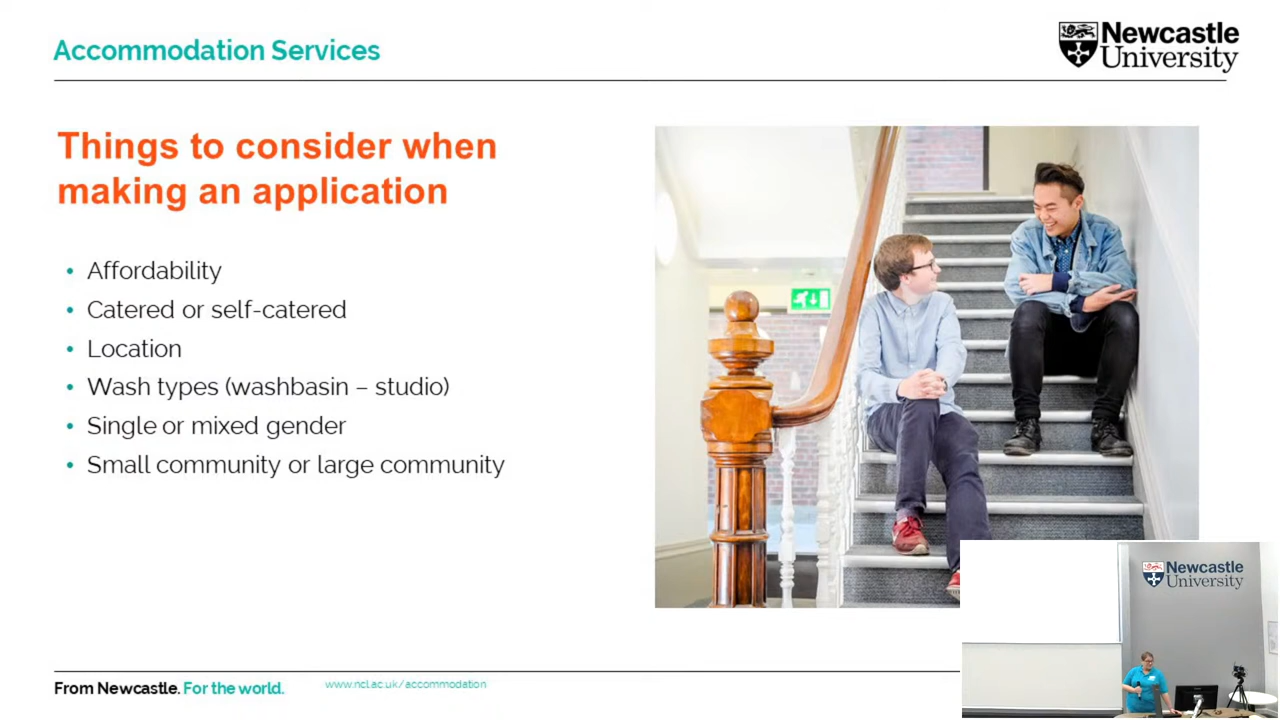 Accommodation Services
Newcastle
University
Things to consider when
making an application
• Affordability
• Catered or self-catered
• Location
• Wash types (washbasin – studio)
• Single or mixed gender
• Small community or large community
From Newcastle. For the world.
www.ncl.ac.uk/accommodation
Newcastle
University